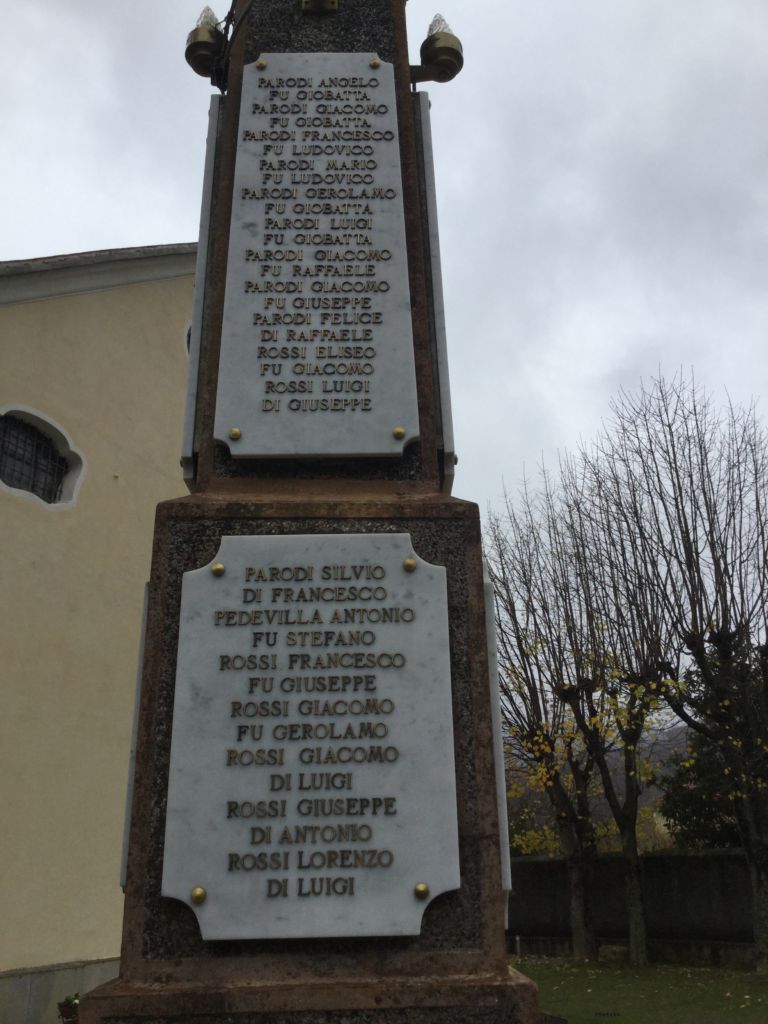 PARODI ANGELO
FU GIOBATTA
PARODI GIACOMO
FU GIOBATTA
PARODI FRANCESCO
FU LUDOVICO
PARODI MARIO
FU LUDOVICO
PARODI GEROLAMO
FU GIOBATTA
PARODI LUIGI
FU GIOBATTA
PARODI GIACOMO
FU RAFFAELE
PARODI GIACOMO
FU GIUSEPPE
PARODI FELICE
DI RAFFAELE
ROSSI ELISEO
FU GIACOMO
ROSSI LUIGI
DI GIUSEPPE
PARODI SILVIO
DI FRANCESCO
PEDEVILLA ANTONIO
FU STEFANO
ROSSI FRANCESCO
FU GIUSEPPE
ROSSI GIACOMO
FU GEROLAMO
ROSSI GIACOMO
DI LUIGI
ROSSI GIUSEPPE
DI ANTONIO
ROSSI LORENZO
DI LUIGI